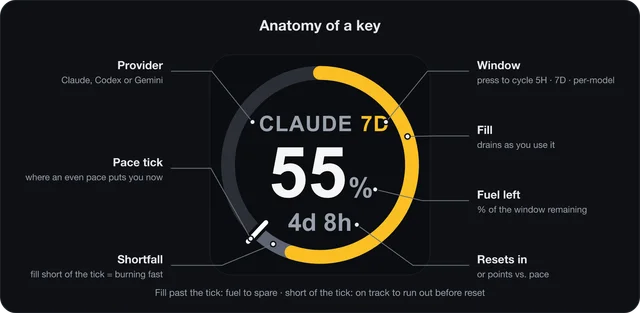 Anatomy of a key
Provider
Claude, Codex or Gemini
Pace tick
where an even pace puts you now
Shortfall
fill short of the tick = burning fast
CLAUDE 7D
55%
4d 8h
Window
press to cycle 5H · 7D · per-model
Fill
drains as you use it
Fuel left
% of the window remaining
Resets in
or points vs. pace
Fill past the tick: fuel to spare · short of the tick: on track to run out before reset